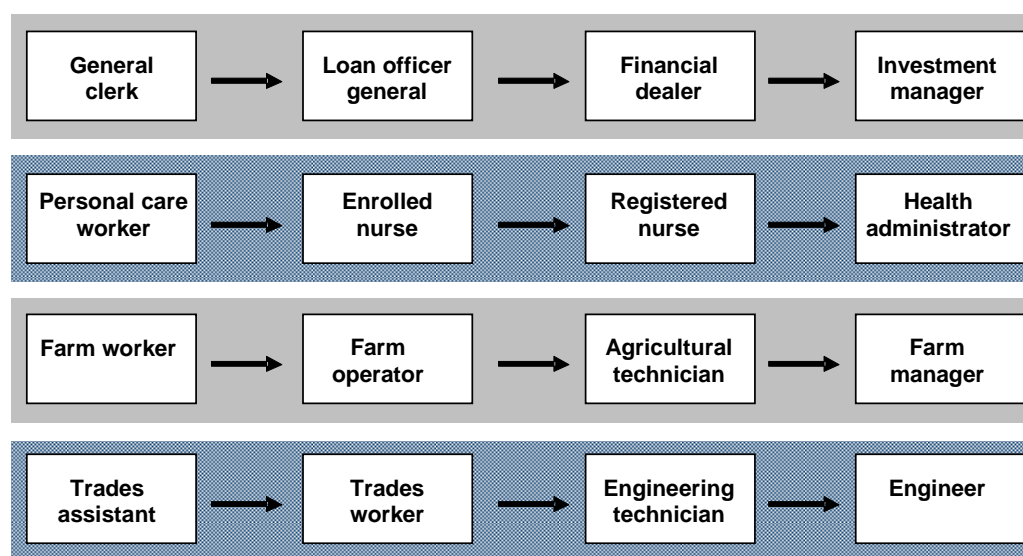 General
clerk
Loan officer
general
Financial
dealer
Investment
manager
Personal care
worker
Enrolled
nurse
Registered
nurse
Health
administrator
Farm worker
Farm
operator
Agricultural
technician
Farm
manager
Trades
assistant
Trades
worker
Engineering
technician
Engineer